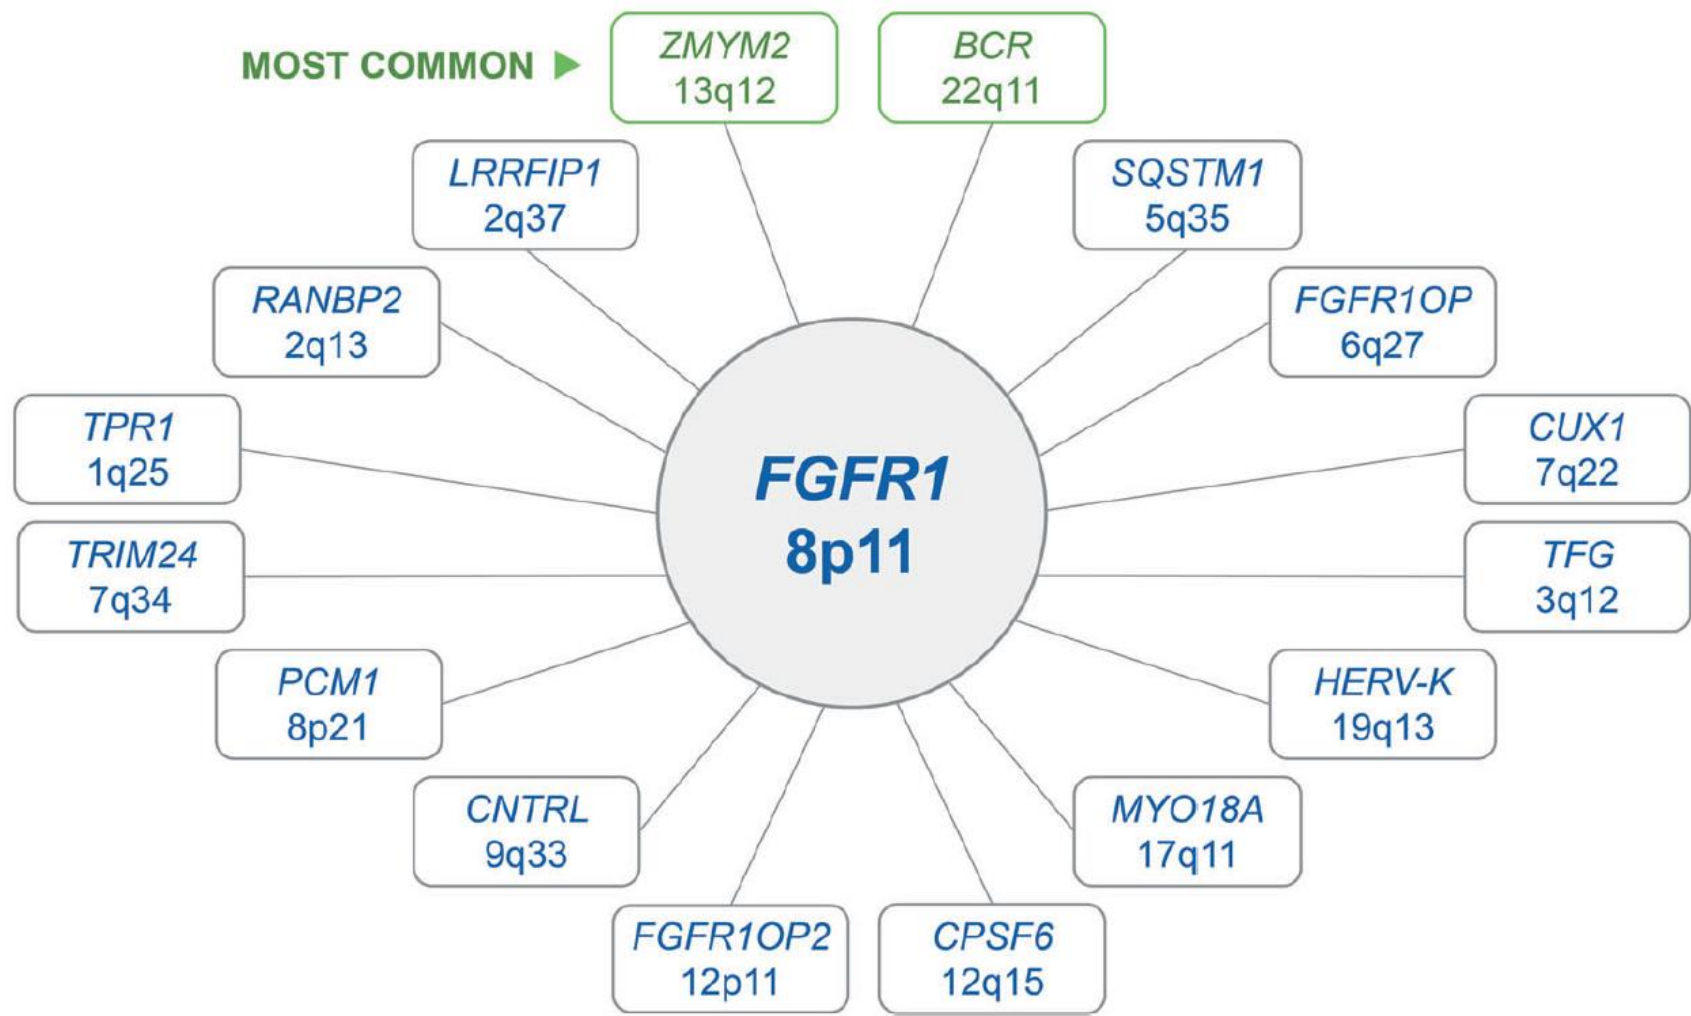 MOST COMMON
ZMYM2
13q12
BCR
22q11
LRRFIP1
2q37
SQSTM1
5q35
RANBP2
2q13
FGFR1OP
6q27
TPR1
1q25
CUX1
7q22
FGFR1
8p11
TRIM24
7q34
TFG
3q12
PCM1
8p21
HERV-K
19q13
CNTRL
9q33
MYO18A
17q11
FGFR1OP2
12p11
CPSF6
12q15